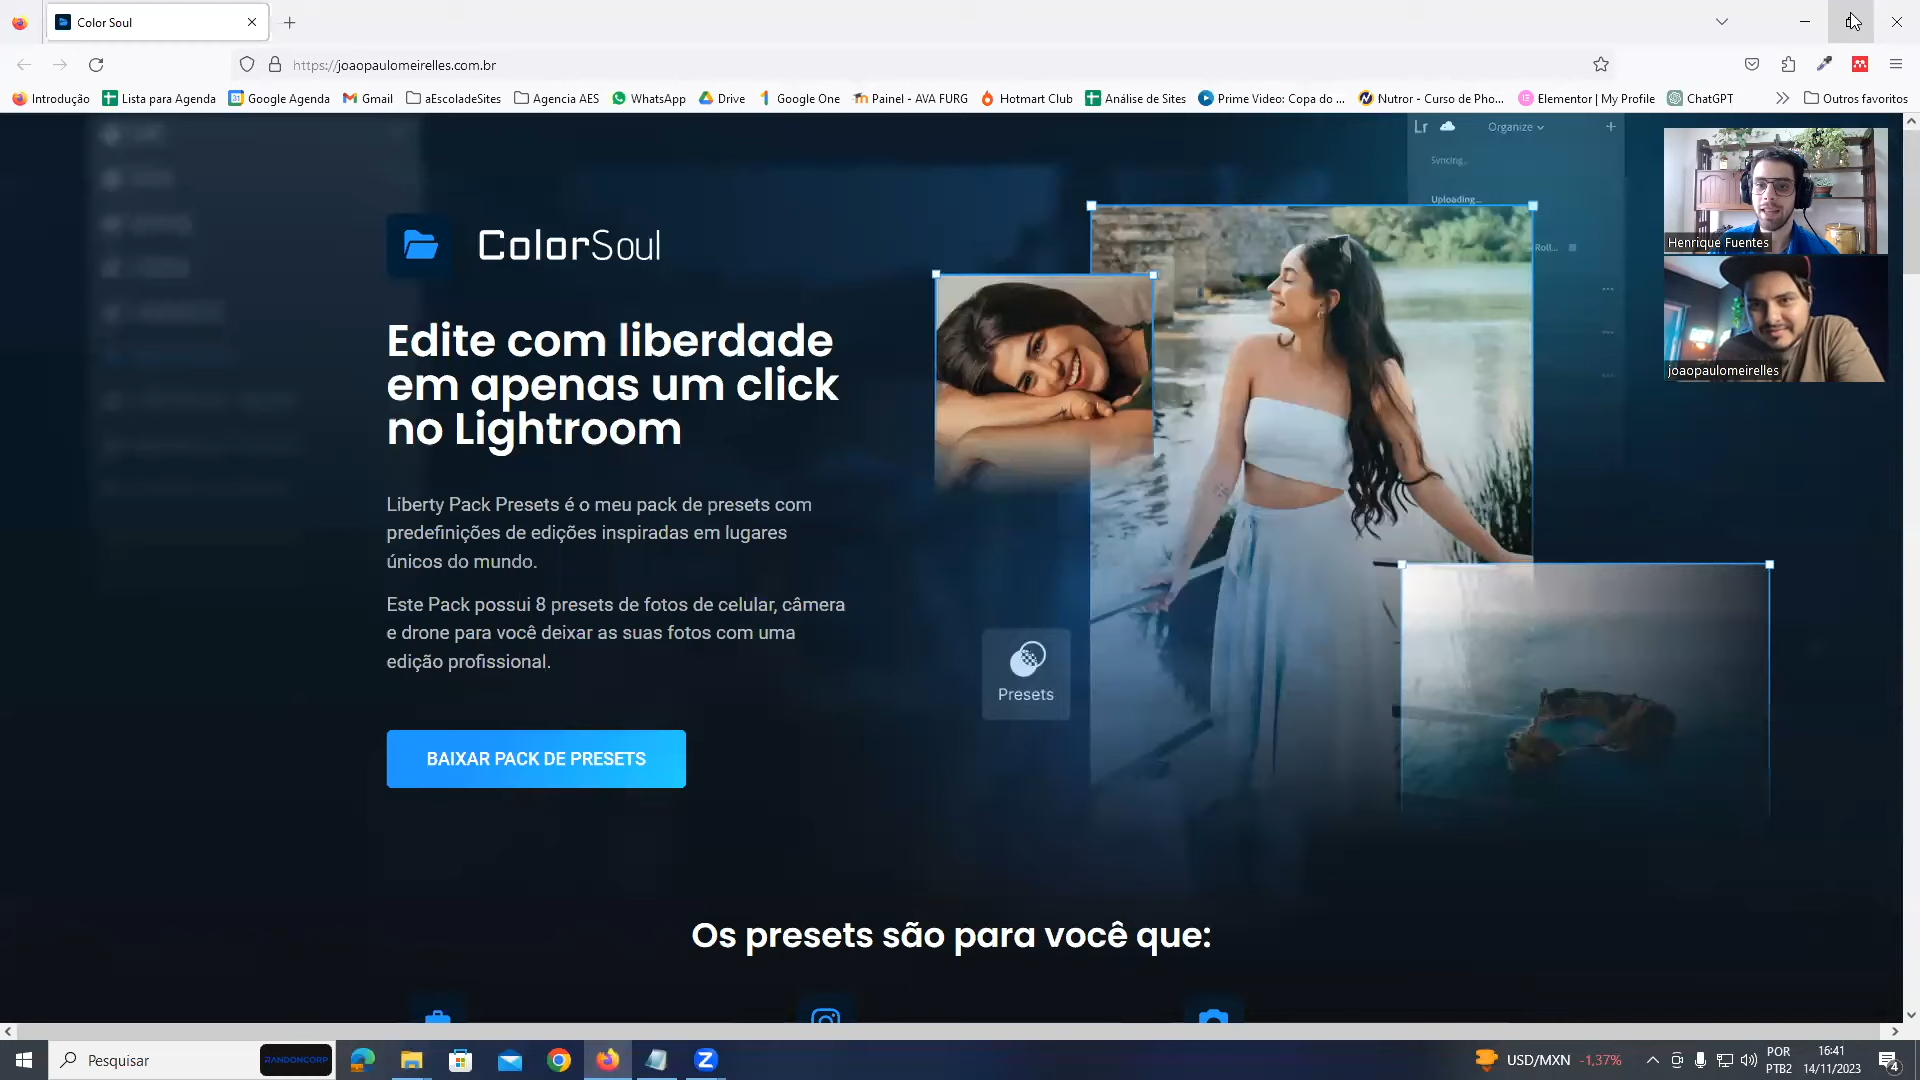 Color Soul
https://joaopaulomeirelles.com.br
Introdução
Lista para Agenda
Google Agenda
Gmail
aEscoladeSites
Agencia AES
WhatsApp
Drive
Google One
Painel - AVA FURG
Hotmart Club
Análise de Sites
Prime Video: Copa do ...
Nutror - Curso de Pho...
Elementor | My Profile
ChatGPT
Outros favoritos
Lr
Organize
Syncing...
Uploading...
Roll...
Henrique Fuentes
joaopaulomeirelles
ColorSoul
Edite com liberdade
em apenas um click
no Lightroom
Liberty Pack Presets é o meu pack de presets com
predefinições de edições inspiradas em lugares
únicos do mundo.
Este Pack possui 8 presets de fotos de celular, câmera
e drone para você deixar as suas fotos com uma
edição profissional.
Presets
BAIXAR PACK DE PRESETS
Os presets são para você que:
Pesquisar
RANDONCORP
USD/MXN -1,37%
POR
PTB2
16:41
14/11/2023
4